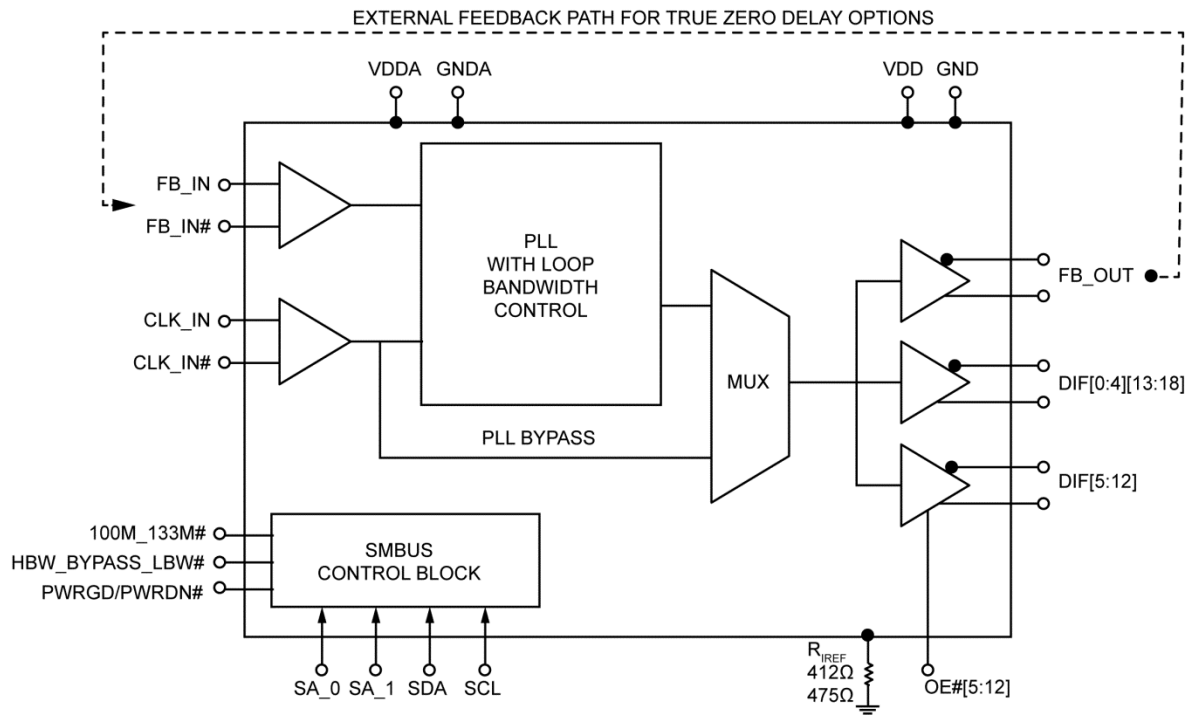 EXTERNAL FEEDBACK PATH FOR TRUE ZERO DELAY OPTIONS
VDDA
GNDA
VDD
GND
FB_IN
FB_IN#
CLK_IN
CLK_IN#
PLL
WITH LOOP
BANDWIDTH
CONTROL
PLL BYPASS
MUX
FB_OUT
DIF[0:4][13:18]
DIF[5:12]
100M_133M#
HBW_BYPASS_LBW#
PWRGD/PWRDN#
SMBUS
CONTROL BLOCK
SA_0
SA_1
SDA
SCL
RIREF
412Ω
475Ω
OE#[5:12]